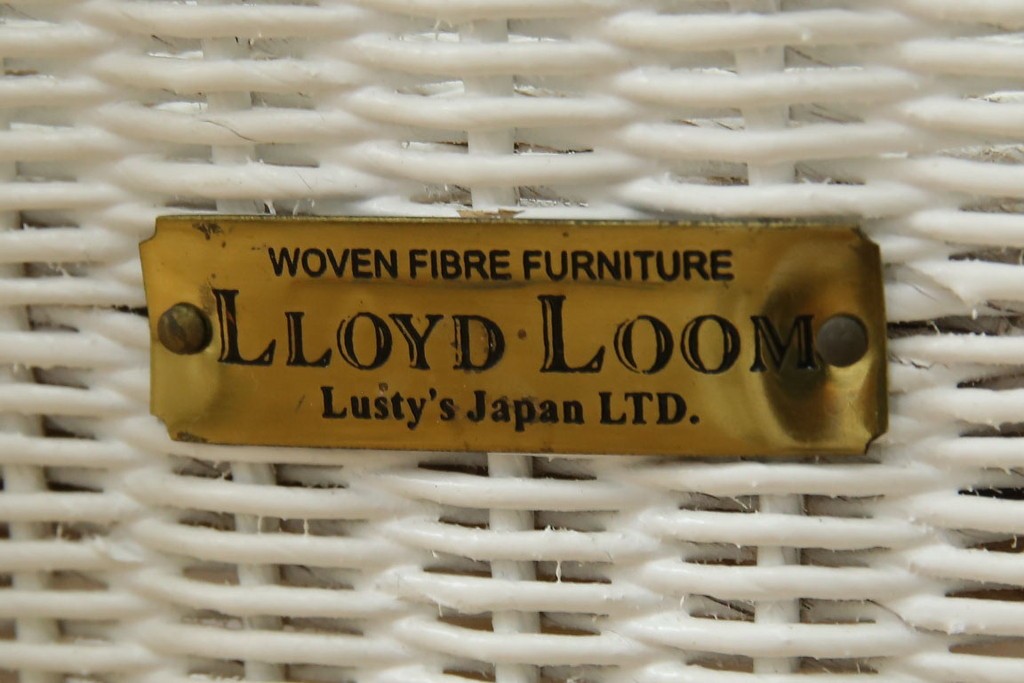 WOVEN FIBRE FURNITURE
LLOYD LOOM
Lusty's Japan LTD.